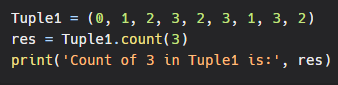 Tuple1 = (0, 1, 2, 3, 2, 3, 1, 3, 2)
res = Tuple1.count(3)
print('Count of 3 in Tuple1 is:', res)